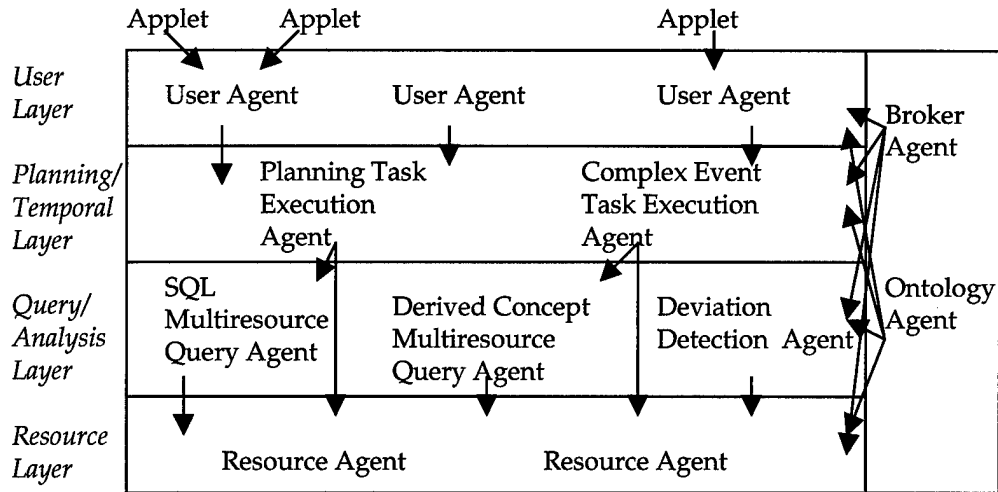 Applet Applet Applet
User
Layer
User Agent User Agent User Agent
Broker
Agent
Planning/
Temporal
Layer
Planning Task
Execution
Agent
Complex Event
Task Execution
Agent
Query/
Analysis
Layer
SQL
Multiresource
Query Agent
Derived Concept
Multiresource
Query Agent
Deviation
Detection Agent
Ontology
Agent
Resource
Layer
Resource Agent Resource Agent